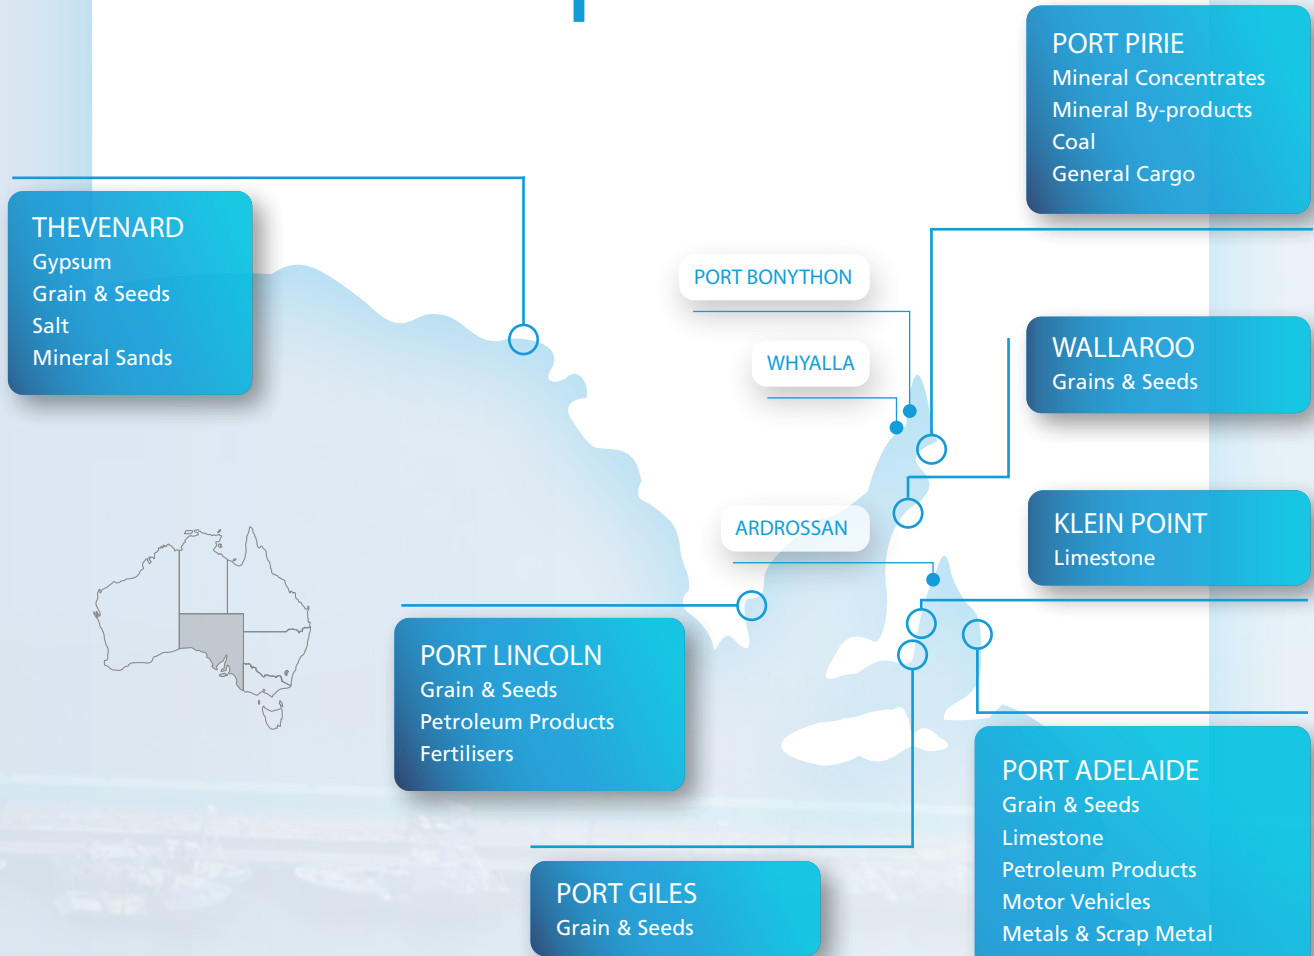 PORT PIRIE
Mineral Concentrates
Mineral By-products
Coal
General Cargo
THEVENARD
Gypsum
Grain & Seeds
Salt
Mineral Sands
PORT BONYTHON
WHYALLA
WALLAROO
Grains & Seeds
ARDROSSAN
KLEIN POINT
Limestone
PORT LINCOLN
Grain & Seeds
Petroleum Products
Fertilisers
PORT ADELAIDE
Grain & Seeds
Limestone
Petroleum Products
Motor Vehicles
Metals & Scrap Metal
PORT GILES
Grain & Seeds